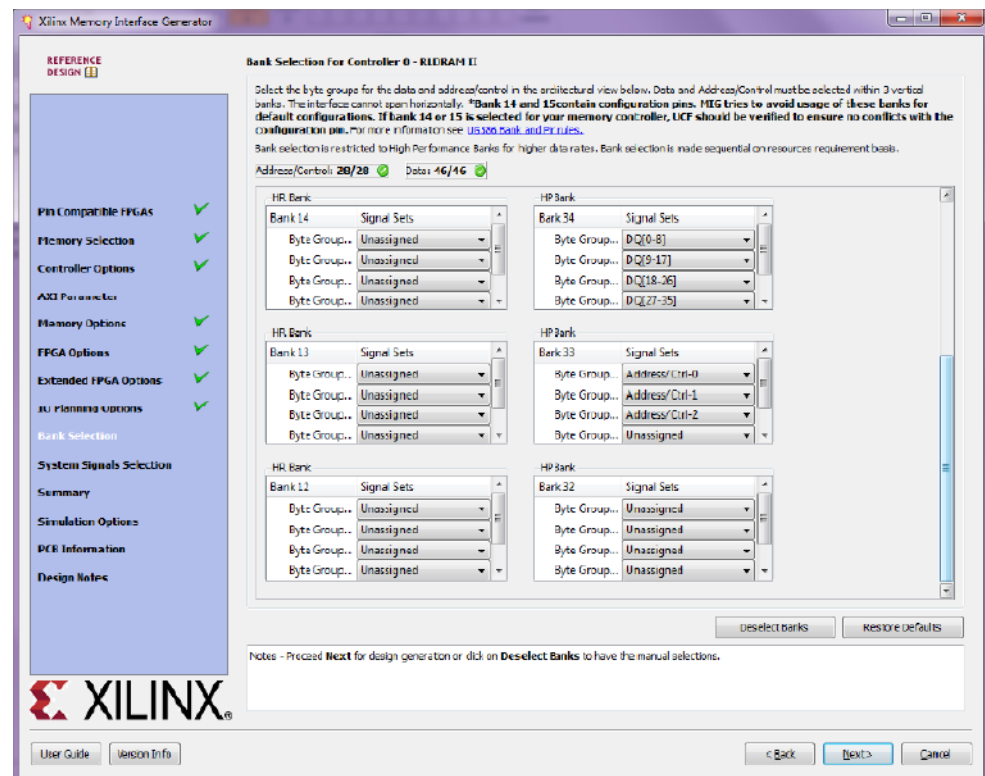 Xilinx Memory Interface Generator
REFERENCE
DESIGN
Pin Compatible FPGAs
Memory Selection
Controller Options
AXI Parameter
Memory Options
FPGA Options
Extended FPGA Options
IO Planning Options
Bank Selection
System Signals Selection
Summary
Simulation Options
PCB Information
Design Notes
XILINX®
Bank Selection For Controller 0 - RLDRAM II
Select the byte groups for the data and address/control in the architectural view below. Data and Address/Control must be selected within 3 vertical
banks. The interface cannot span horizontally. *Bank 14 and 15contain configuration pins. MIG tries to avoid usage of these banks for
default configurations. If bank 14 or 15 is selected for your memory controller, UCF should be verified to ensure no conflicts with the
configuration pin. For more information see UG586 Bank and Pin rules.
Bank selection is restricted to High Performance Banks for higher data rates. Bank selection is made sequential on resources requirement basis.
Address/Control: 28/28 Data: 46/46
HR Bank
Bank 14 Signal Sets
Byte Group... Unassigned
Byte Group... Unassigned
Byte Group... Unassigned
Byte Group... Unassigned
HP Bank
Bank 34 Signal Sets
Byte Group... DQ[0-8]
Byte Group... DQ[9-17]
Byte Group... DQ[18-26]
Byte Group... DQ[27-35]
HR Bank
Bank 13 Signal Sets
Byte Group... Unassigned
Byte Group... Unassigned
Byte Group... Unassigned
Byte Group... Unassigned
HP Bank
Bank 33 Signal Sets
Byte Group... Address/Ctrl-0
Byte Group... Address/Ctrl-1
Byte Group... Address/Ctrl-2
Byte Group... Unassigned
HR Bank
Bank 12 Signal Sets
Byte Group... Unassigned
Byte Group... Unassigned
Byte Group... Unassigned
Byte Group... Unassigned
HP Bank
Bank 32 Signal Sets
Byte Group... Unassigned
Byte Group... Unassigned
Byte Group... Unassigned
Byte Group... Unassigned
Deselect Banks Restore Defaults
Notes - Proceed Next for design generation or click on Deselect Banks to have the manual selections.
User Guide Version Info < Back Next > Cancel